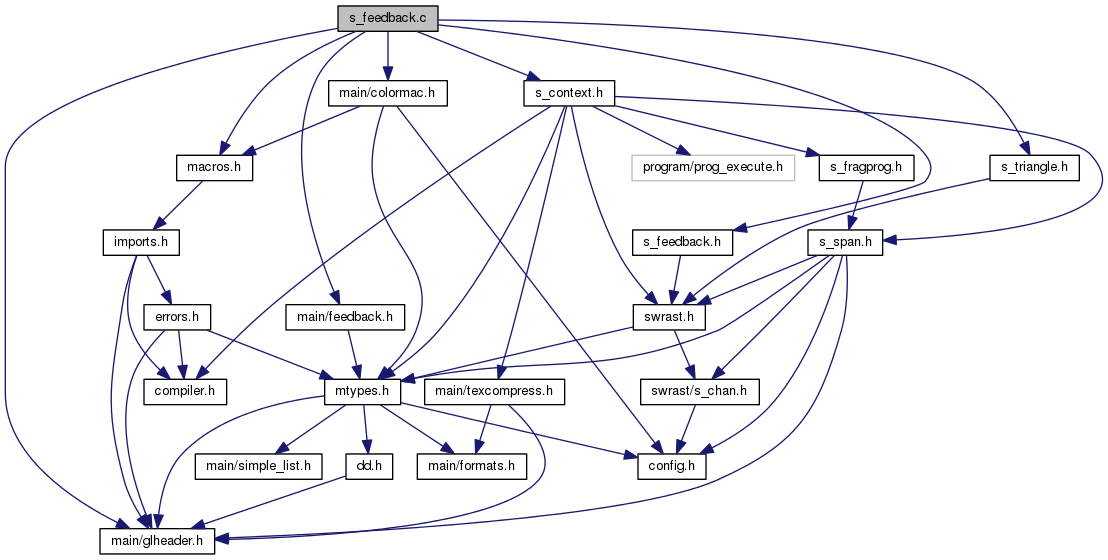 s_feedback.c
main/colormac.h
s_context.h
macros.h
program/prog_execute.h
s_fragprog.h
s_triangle.h
imports.h
s_feedback.h
s_span.h
errors.h
main/feedback.h
swrast.h
compiler.h
mtypes.h
main/texcompress.h
swrast/s_chan.h
main/simple_list.h
dd.h
main/formats.h
config.h
main/glheader.h